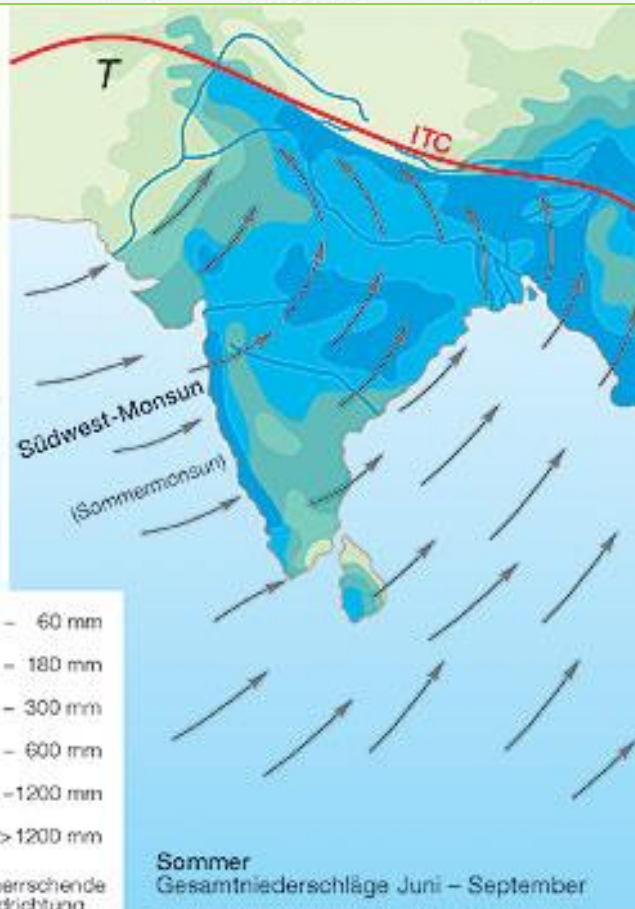 T
ITC
Südwest-Monsun
(Sommermonsun)
– 60 mm
– 180 mm
– 300 mm
– 600 mm
–1200 mm
>1200 mm
Sommer
Gesamtniederschläge Juni – September